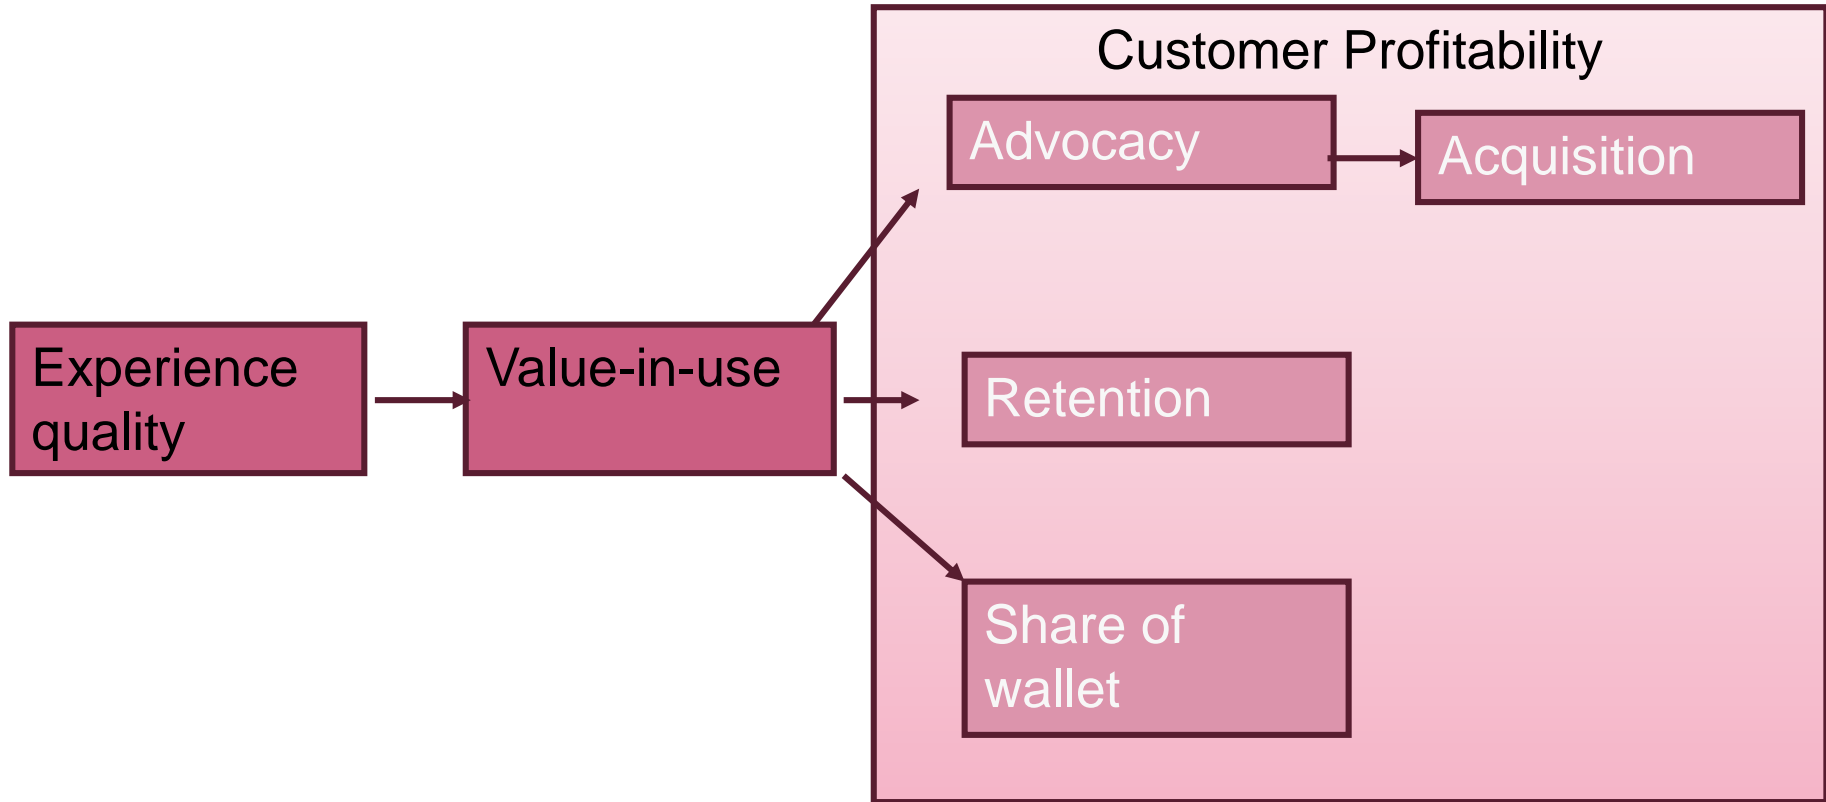 Customer Profitability
Advocacy
Acquisition
Experience
quality
Value-in-use
Retention
Share of
wallet